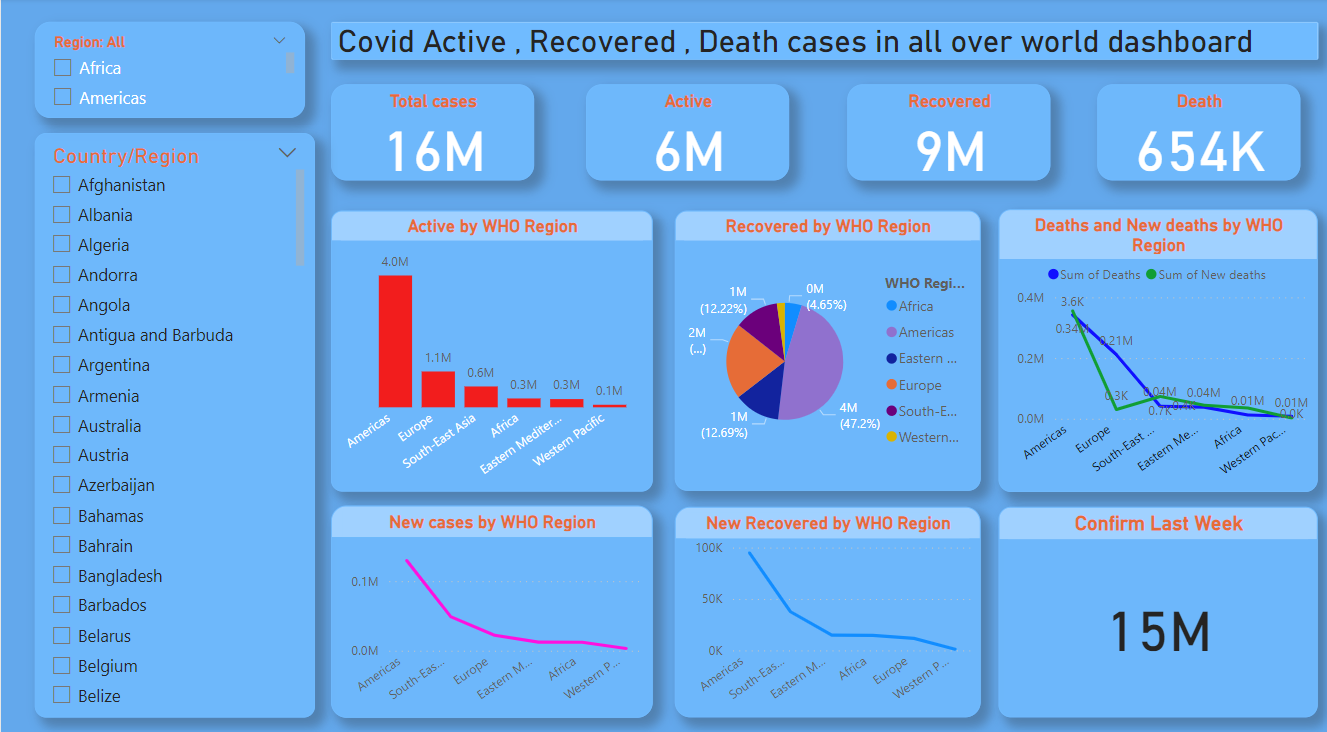 Region: All
Africa
Americas
Country/Region
Afghanistan
Albania
Algeria
Andorra
Angola
Antigua and Barbuda
Argentina
Armenia
Australia
Austria
Azerbaijan
Bahamas
Bahrain
Bangladesh
Barbados
Belarus
Belgium
Belize
Covid Active , Recovered , Death cases in all over world dashboard
Total cases
16M
Active
6M
Recovered
9M
Death
654K
Active by WHO Region
4.0M
1.1M
0.6M
0.3M
0.3M
0.1M
Americas
Europe
South-East Asia
Africa
Eastern Mediter...
Western Pacific
Recovered by WHO Region
0M
(4.65%)
1M
(12.22%)
2M
(...)
1M
(12.69%)
4M
(47.2%)
WHO Regi...
Africa
Americas
Eastern ...
Europe
South-E...
Western...
Deaths and New deaths by WHO
Region
Sum of Deaths
Sum of New deaths
0.4M
0.2M
0.0M
3.6K
0.21M
0.3K
0.04M
0.7K
0.04M
0.01M
0.01M
0.0K
Americas
Europe
South-East ...
Eastern Me...
Africa
Western Pac...
New cases by WHO Region
0.1M
0.0M
Americas
South-Eas...
Europe
Eastern M...
Africa
Western P...
New Recovered by WHO Region
100K
50K
0K
Americas
South-Eas...
Eastern M...
Africa
Europe
Western P...
Confirm Last Week
15M